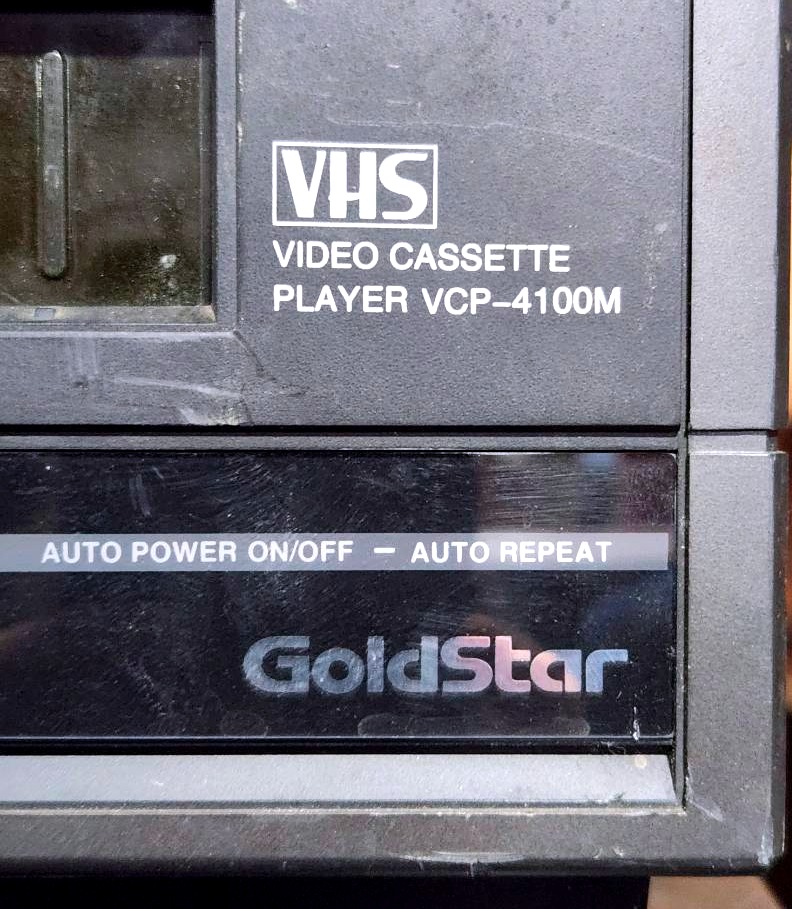 VHS
VIDEO CASSETTE
PLAYER VCP-4100M
AUTO POWER ON/OFF – AUTO REPEAT
GoldStar